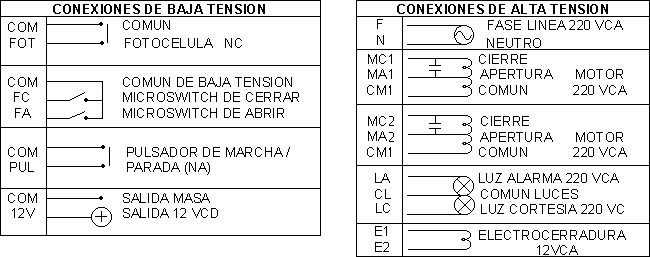 CONEXIONES DE BAJA TENSION
COM COMUN
FOT FOTOCELULA NC
COM COMUN DE BAJA TENSION
FC MICROSWITCH DE CERRAR
FA MICROSWITCH DE ABRIR
COM PULSADOR DE MARCHA /
PUL PARADA (NA)
COM SALIDA MASA
12V SALIDA 12 VCD
CONEXIONES DE ALTA TENSION
F FASE LINEA 220 VCA
N NEUTRO
MC1 CIERRE
MA1 APERTURA MOTOR
CM1 COMUN 220 VCA
MC2 CIERRE
MA2 APERTURA MOTOR
CM1 COMUN 220 VCA
LA LUZ ALARMA 220 VCA
CL COMUN LUCES
LC LUZ CORTESIA 220 VC
E1 ELECTROCERRADURA
E2 12VCA